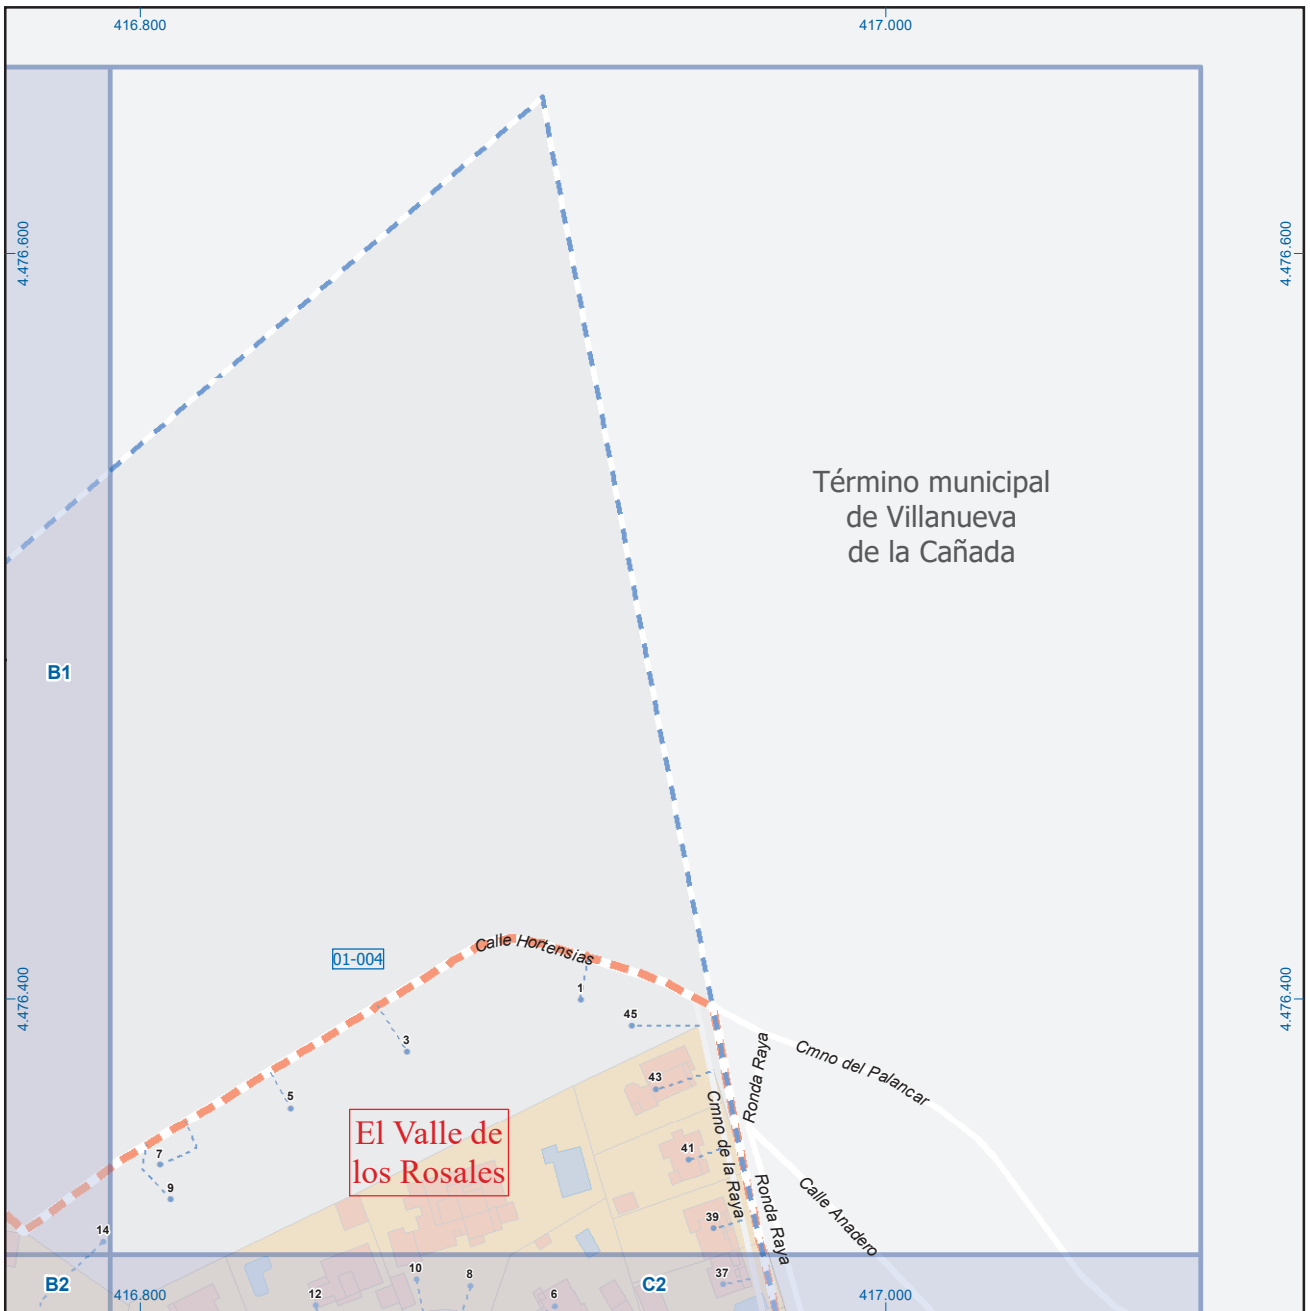 416.800
417.000
4.476.600
4.476.600
Término municipal
de Villanueva
de la Cañada
B1
Calle Hortensias
01-004
1
4.476.400
4.476.400
45
3
Ronda Raya
Cmno del Palancar
43
5
Cmno de la Raya
El Valle de
los Rosales
7
41
9
Ronda Raya
Calle Anadero
39
14
B2
10
8
37
C2
12
6
416.800
417.000